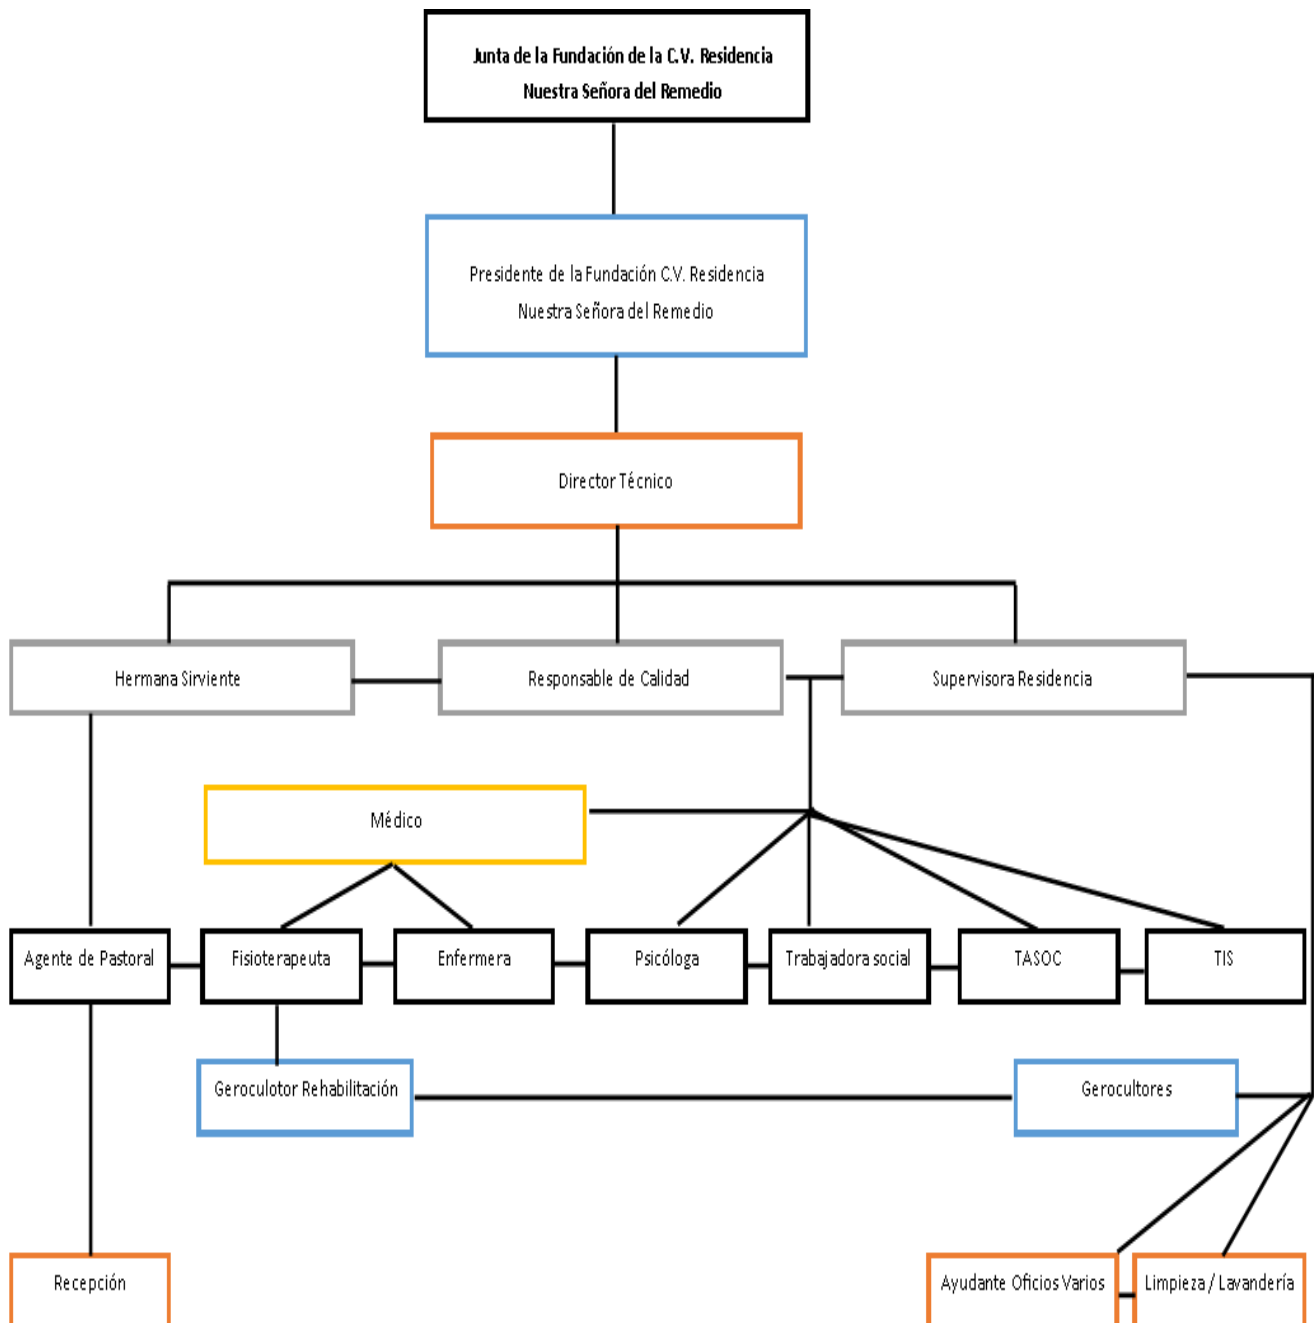 Junta de la Fundación de la C.V. Residencia
Nuestra Señora del Remedio
Presidente de la Fundación C.V. Residencia
Nuestra Señora del Remedio
Director Técnico
Hermana Sirviente
Responsable de Calidad
Supervisora Residencia
Médico
Agente de Pastoral
Fisioterapeuta
Enfermera
Psicóloga
Trabajadora social
TASOC
TIS
Geroculotor Rehabilitación
Gerocultores
Recepción
Ayudante Oficios Varios
Limpieza / Lavandería